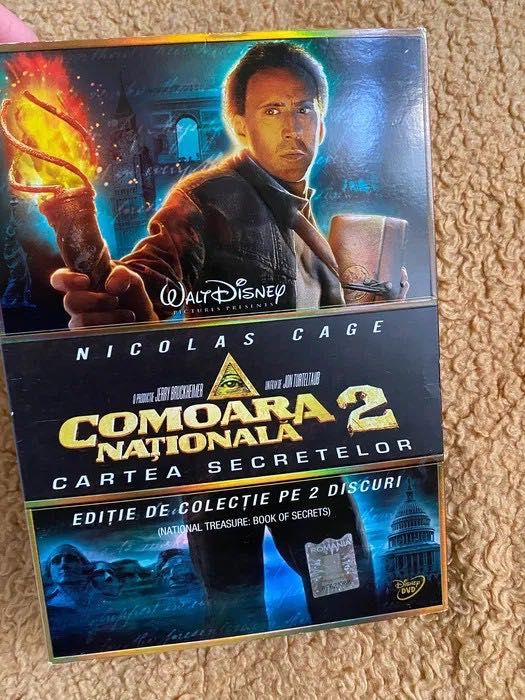 WALT DISNEY
PICTURES PRESENTS
NICOLAS CAGE
O PRODUCȚIE JERRY BRUCKHEIMER UN FILM DE JON TURTELTAUB
COMOARA 2
NAȚIONALĂ
CARTEA SECRETELOR
EDIȚIE DE COLECȚIE PE 2 DISCURI
(NATIONAL TREASURE: BOOK OF SECRETS)
ROMANIA
Disney
DVD